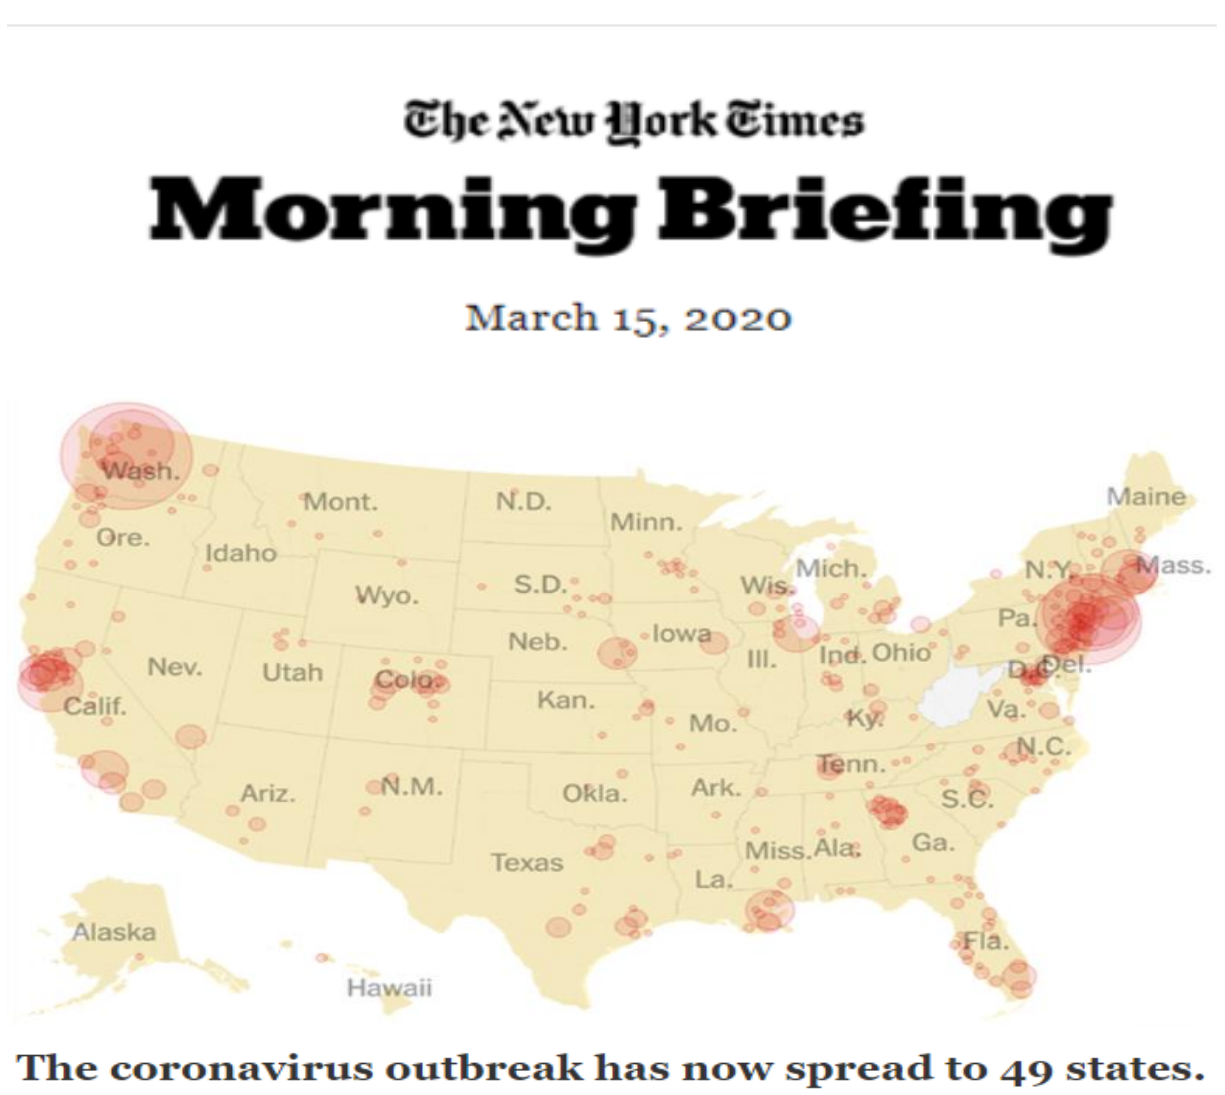 The New York Times
Morning Briefing
March 15, 2020
Wash.
Mont.
N.D.
Minn.
Maine
Ore.
Idaho
Wyo.
S.D.
Wis.
Mich.
N.Y.
Mass.
Nev.
Utah
Colo.
Neb.
Iowa
Ill.
Ind.
Ohio
Pa.
D.C.
Del.
Calif.
Kan.
Mo.
Ky.
Va.
N.C.
Ariz.
N.M.
Okla.
Ark.
Tenn.
S.C.
Texas
La.
Miss.
Ala.
Ga.
Alaska
Hawaii
Fla.
The coronavirus outbreak has now spread to 49 states.